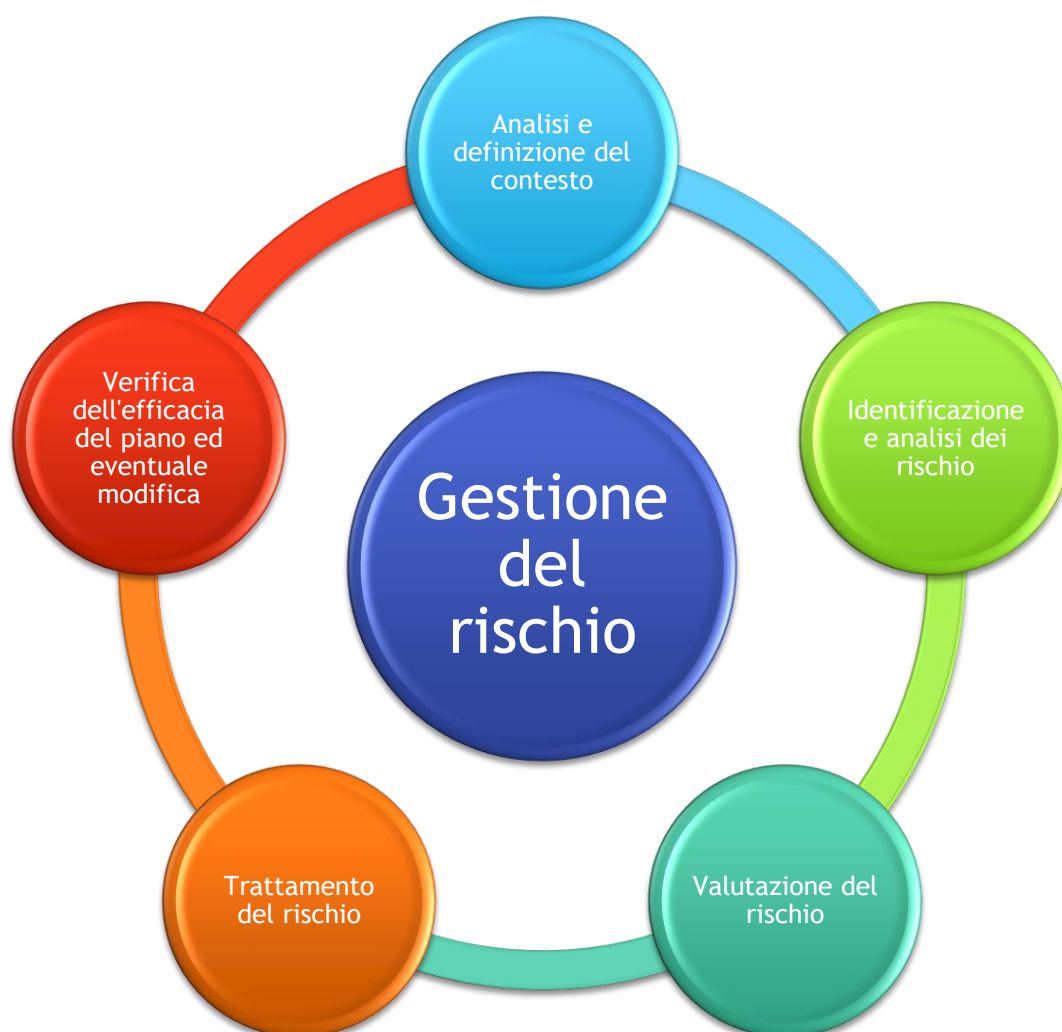 Analisi e
definizione del
contesto
Identificazione
e analisi dei
rischio
Valutazione del
rischio
Trattamento
del rischio
Verifica
dell'efficacia
del piano ed
eventuale
modifica
Gestione
del
rischio